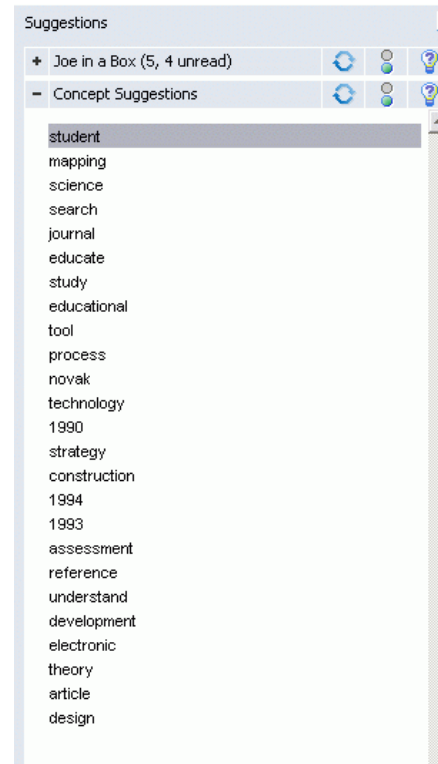 Suggestions
+ Joe in a Box (5, 4 unread)
- Concept Suggestions
student
mapping
science
search
journal
educate
study
educational
tool
process
novak
technology
1990
strategy
construction
1994
1993
assessment
reference
understand
development
electronic
theory
article
design